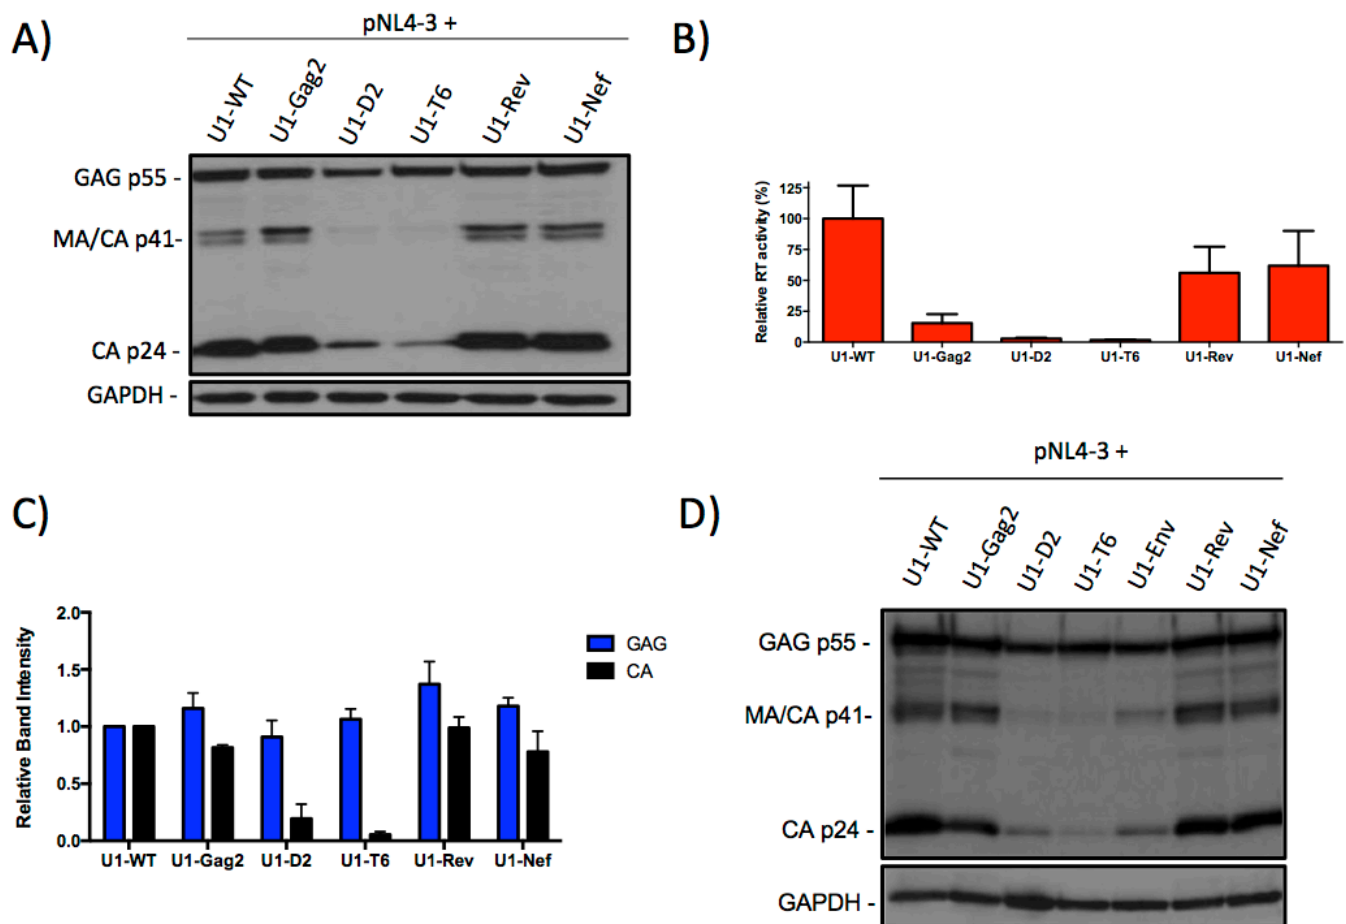 A)
pNL4-3 +
U1-WT U1-Gag2 U1-D2 U1-T6 U1-Rev U1-Nef
GAG p55 -
MA/CA p41-
CA p24 -
GAPDH -
B)
Relative RT activity (%)
125
100
75
50
25
0
U1-WT U1-Gag2 U1-D2 U1-T6 U1-Rev U1-Nef
C)
Relative Band Intensity
2.0
1.5
1.0
0.5
0.0
U1-WT U1-Gag2 U1-D2 U1-T6 U1-Rev U1-Nef
GAG
CA
D)
pNL4-3 +
U1-WT U1-Gag2 U1-D2 U1-T6 U1-Env U1-Rev U1-Nef
GAG p55 -
MA/CA p41-
CA p24 -
GAPDH -